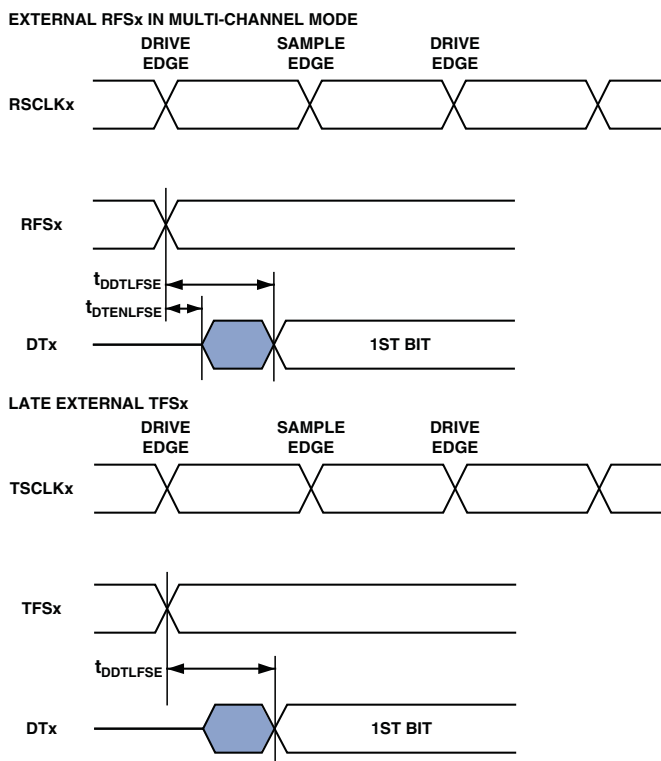 EXTERNAL RFSx IN MULTI-CHANNEL MODE
DRIVE EDGE
SAMPLE EDGE
DRIVE EDGE
RSCLKx
RFSx
tDDTLFSE
tDTENLFSE
DTx
1ST BIT
LATE EXTERNAL TFSx
DRIVE EDGE
SAMPLE EDGE
DRIVE EDGE
TSCLKx
TFSx
tDDTLFSE
DTx
1ST BIT